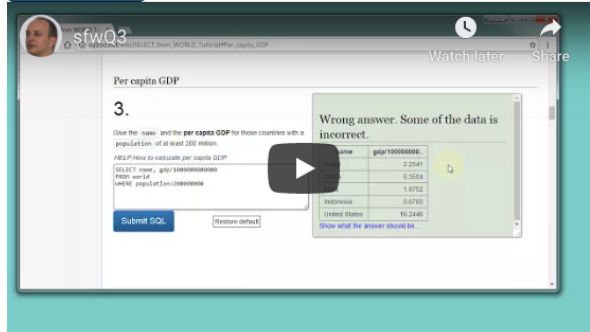 sfw03
Watch later
Share
Per capita GDP
3.
Give the name and the per capita GDP for those countries with a
population of at least 200 million.
HELP How to calculate per capita GDP
SELECT name, gdp/1000000000000
FROM world
WHERE population>200000000
Submit SQL
Restore default
Wrong answer. Some of the data is
incorrect.
name gdp/100000000..
2.2541
8.3584
1.8752
Indonesia 0.8780
United States 16.2446
Show what the answer should be...